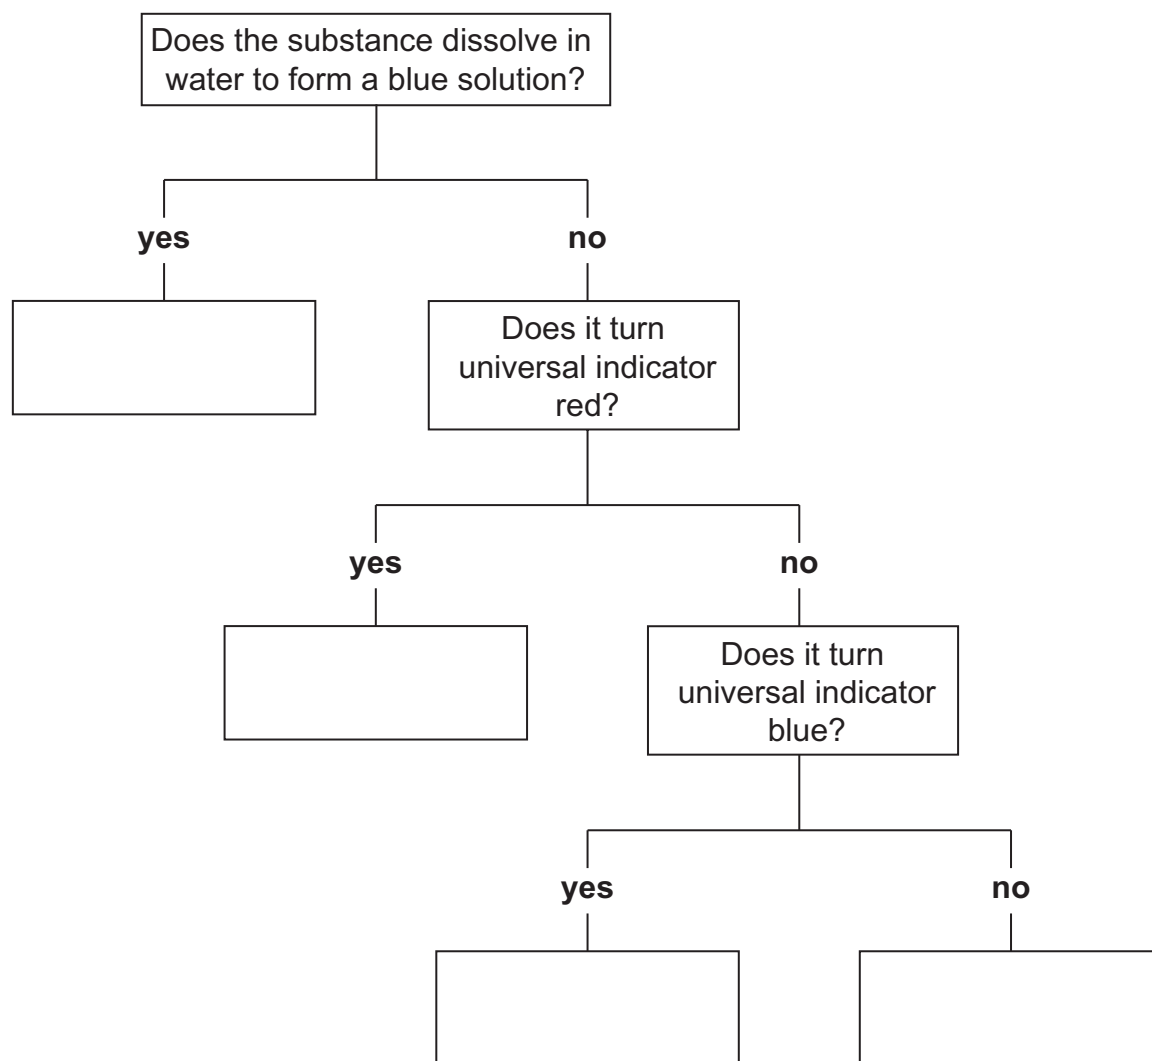 Does the substance dissolve in
water to form a blue solution?
yes
no
Does it turn
universal indicator
red?
yes
no
Does it turn
universal indicator
blue?
yes
no